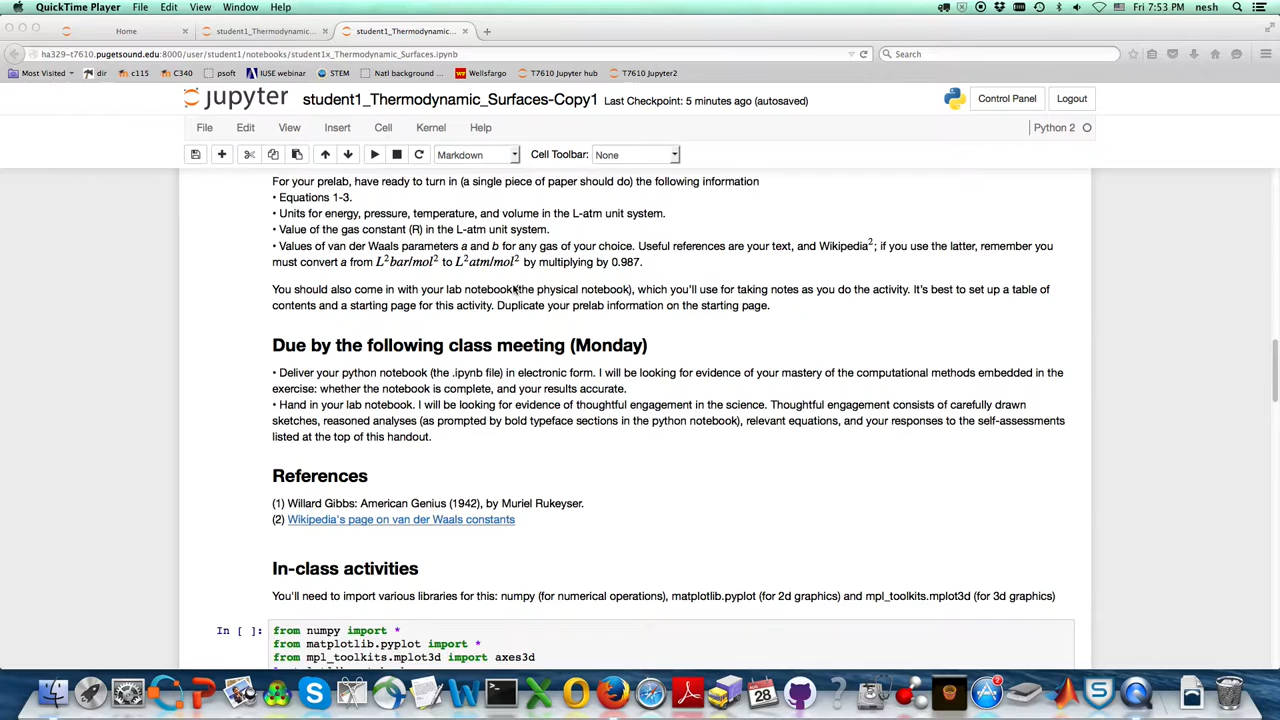 QuickTime Player File Edit View Window Help Fri 7:53 PM nesh
Home student1_Thermodynamic... student1_Thermodynamic_...
ha329-t7610.pugetsound.edu:8000/user/student1/notebooks/student1x_Thermodynamic_Surfaces.ipynb Search
Most Visited dir c115 C340 psoft IUSE webinar STEM Natl background ... Wellsfargo T7610 Jupyter hub T7610 Jupyter2
jupyter student1_Thermodynamic_Surfaces-Copy1 Last Checkpoint: 5 minutes ago (autosaved) Control Panel Logout
File Edit View Insert Cell Kernel Help Python 2
Markdown Cell Toolbar: None
For your prelab, have ready to turn in (a single piece of paper should do) the following information
• Equations 1-3.
• Units for energy, pressure, temperature, and volume in the L-atm unit system.
• Value of the gas constant (R) in the L-atm unit system.
• Values of van der Waals parameters a and b for any gas of your choice. Useful references are your text, and Wikipedia²; if you use the latter, remember you
must convert a from L²bar/mol² to L²atm/mol² by multiplying by 0.987.
You should also come in with your lab notebook (the physical notebook), which you'll use for taking notes as you do the activity. It's best to set up a table of
contents and a starting page for this activity. Duplicate your prelab information on the starting page.
Due by the following class meeting (Monday)
• Deliver your python notebook (the .ipynb file) in electronic form. I will be looking for evidence of your mastery of the computational methods embedded in the
exercise: whether the notebook is complete, and your results accurate.
• Hand in your lab notebook. I will be looking for evidence of thoughtful engagement in the science. Thoughtful engagement consists of carefully drawn
sketches, reasoned analyses (as prompted by bold typeface sections in the python notebook), relevant equations, and your responses to the self-assessments
listed at the top of this handout.
References
(1) Willard Gibbs: American Genius (1942), by Muriel Rukeyser.
(2) Wikipedia's page on van der Waals constants
In-class activities
You'll need to import various libraries for this: numpy (for numerical operations), matplotlib.pyplot (for 2d graphics) and mpl_toolkits.mplot3d (for 3d graphics)
In [ ]: from numpy import *
from matplotlib.pyplot import *
from mpl_toolkits.mplot3d import axes3d
28
2